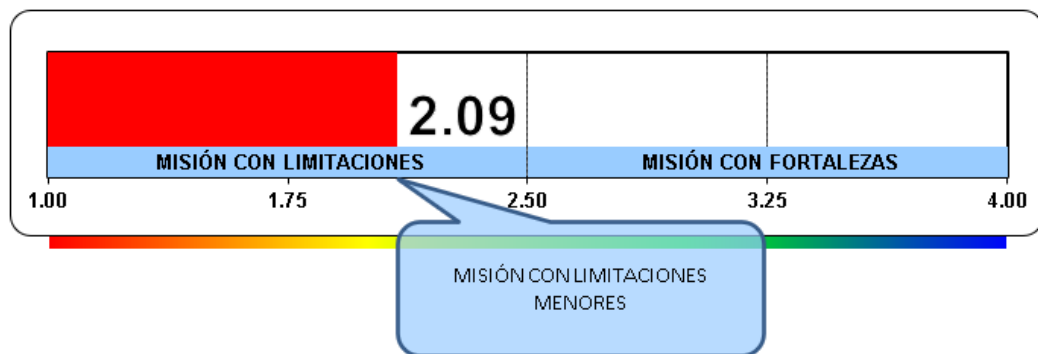 2.09
MISIÓN CON LIMITACIONES MISIÓN CON FORTALEZAS
1.00 1.75 2.50 3.25 4.00
MISIÓN CON LIMITACIONES
MENORES